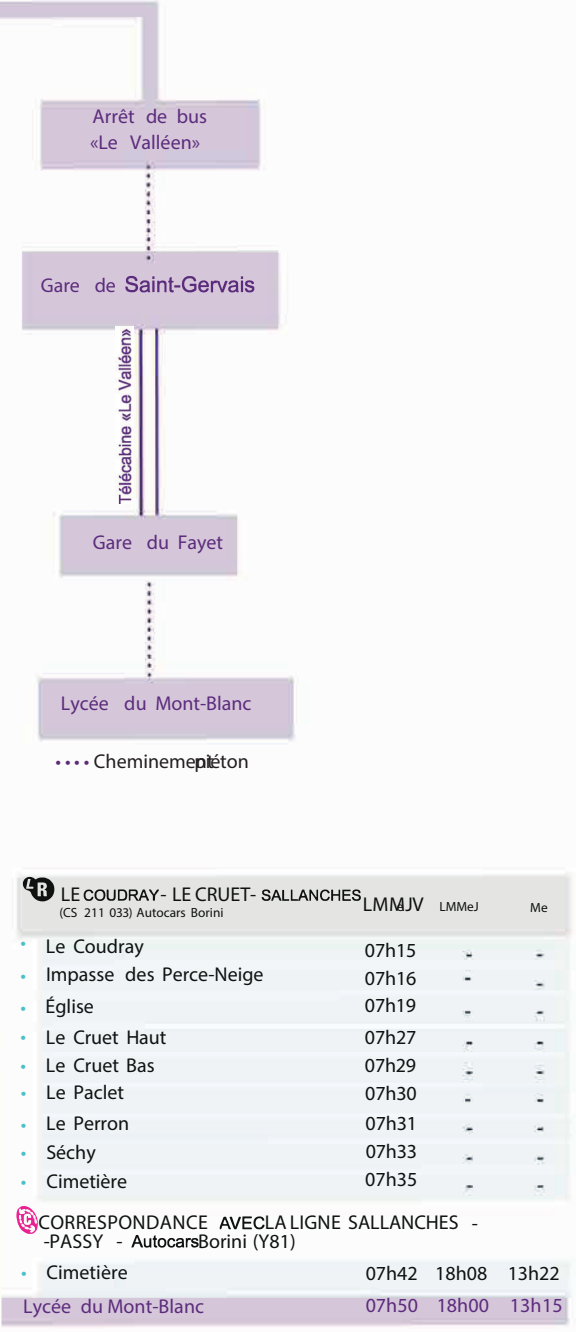 Arrêt de bus
«Le Valléen»
Gare de Saint-Gervais
Télécabine «Le Valléen»
Gare du Fayet
Lycée du Mont-Blanc
•••• Cheminement piéton
LR LE COUDRAY - LE CRUET - SALLANCHES LMMeJV LMMeJ Me
(CS 211 033) Autocars Borini
• Le Coudray 07h15 - -
• Impasse des Perce-Neige 07h16 - -
• Église 07h19 - -
• Le Cruet Haut 07h27 - -
• Le Cruet Bas 07h29 - -
• Le Paclet 07h30 - -
• Le Perron 07h31 - -
• Séchy 07h33 - -
• Cimetière 07h35 - -
CORRESPONDANCE AVEC LA LIGNE SALLANCHES -
-PASSY - Autocars Borini (Y81)
• Cimetière 07h42 18h08 13h22
Lycée du Mont-Blanc 07h50 18h00 13h15